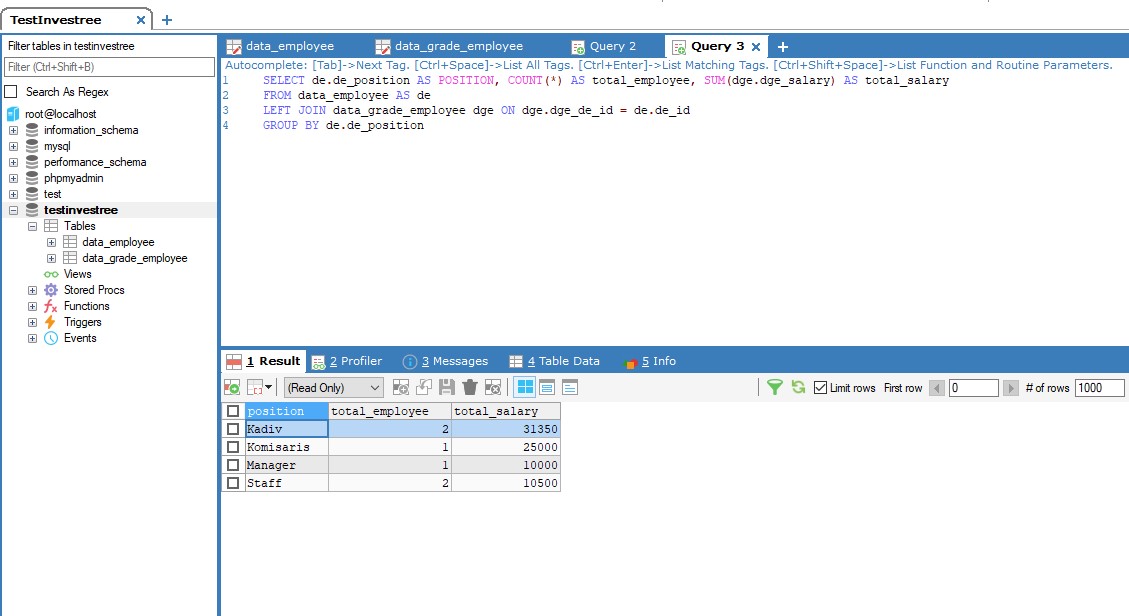 TestInvestree
Filter tables in testinvestree
Filter (Ctrl+Shift+B)
Search As Regex
root@localhost
information_schema
mysql
performance_schema
phpmyadmin
test
testinvestree
Tables
data_employee
data_grade_employee
Views
Stored Procs
Functions
Triggers
Events
data_employee data_grade_employee Query 2 Query 3
Autocomplete: [Tab]->Next Tag. [Ctrl+Space]->List All Tags. [Ctrl+Enter]->List Matching Tags. [Ctrl+Shift+Space]->List Function and Routine Parameters.
1 SELECT de.de_position AS POSITION, COUNT(*) AS total_employee, SUM(dge.dge_salary) AS total_salary
2 FROM data_employee AS de
3 LEFT JOIN data_grade_employee dge ON dge.dge_de_id = de.de_id
4 GROUP BY de.de_position
1 Result 2 Profiler 3 Messages 4 Table Data 5 Info
(Read Only) Limit rows First row 0 # of rows 1000
position total_employee total_salary
Kadiv 2 31350
Komisaris 1 25000
Manager 1 10000
Staff 2 10500